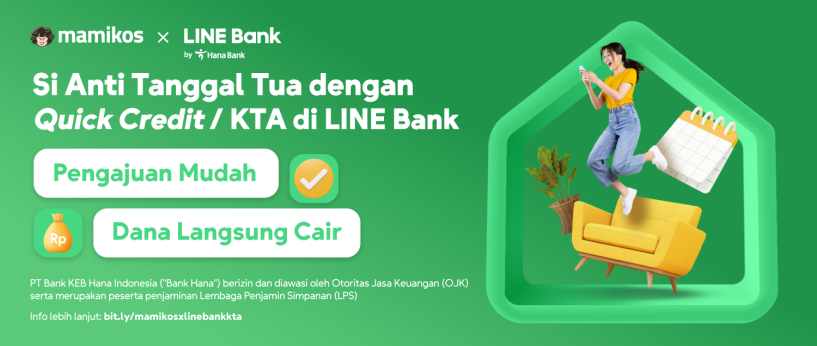 mamikos × LINE Bank
by Hana Bank
Si Anti Tanggal Tua dengan
Quick Credit / KTA di LINE Bank
Pengajuan Mudah
Rp
Dana Langsung Cair
PT Bank KEB Hana Indonesia ("Bank Hana") berizin dan diawasi oleh Otoritas Jasa Keuangan (OJK)
serta merupakan peserta penjaminan Lembaga Penjamin Simpanan (LPS)
Info lebih lanjut: bit.ly/mamikosxlinebankkta